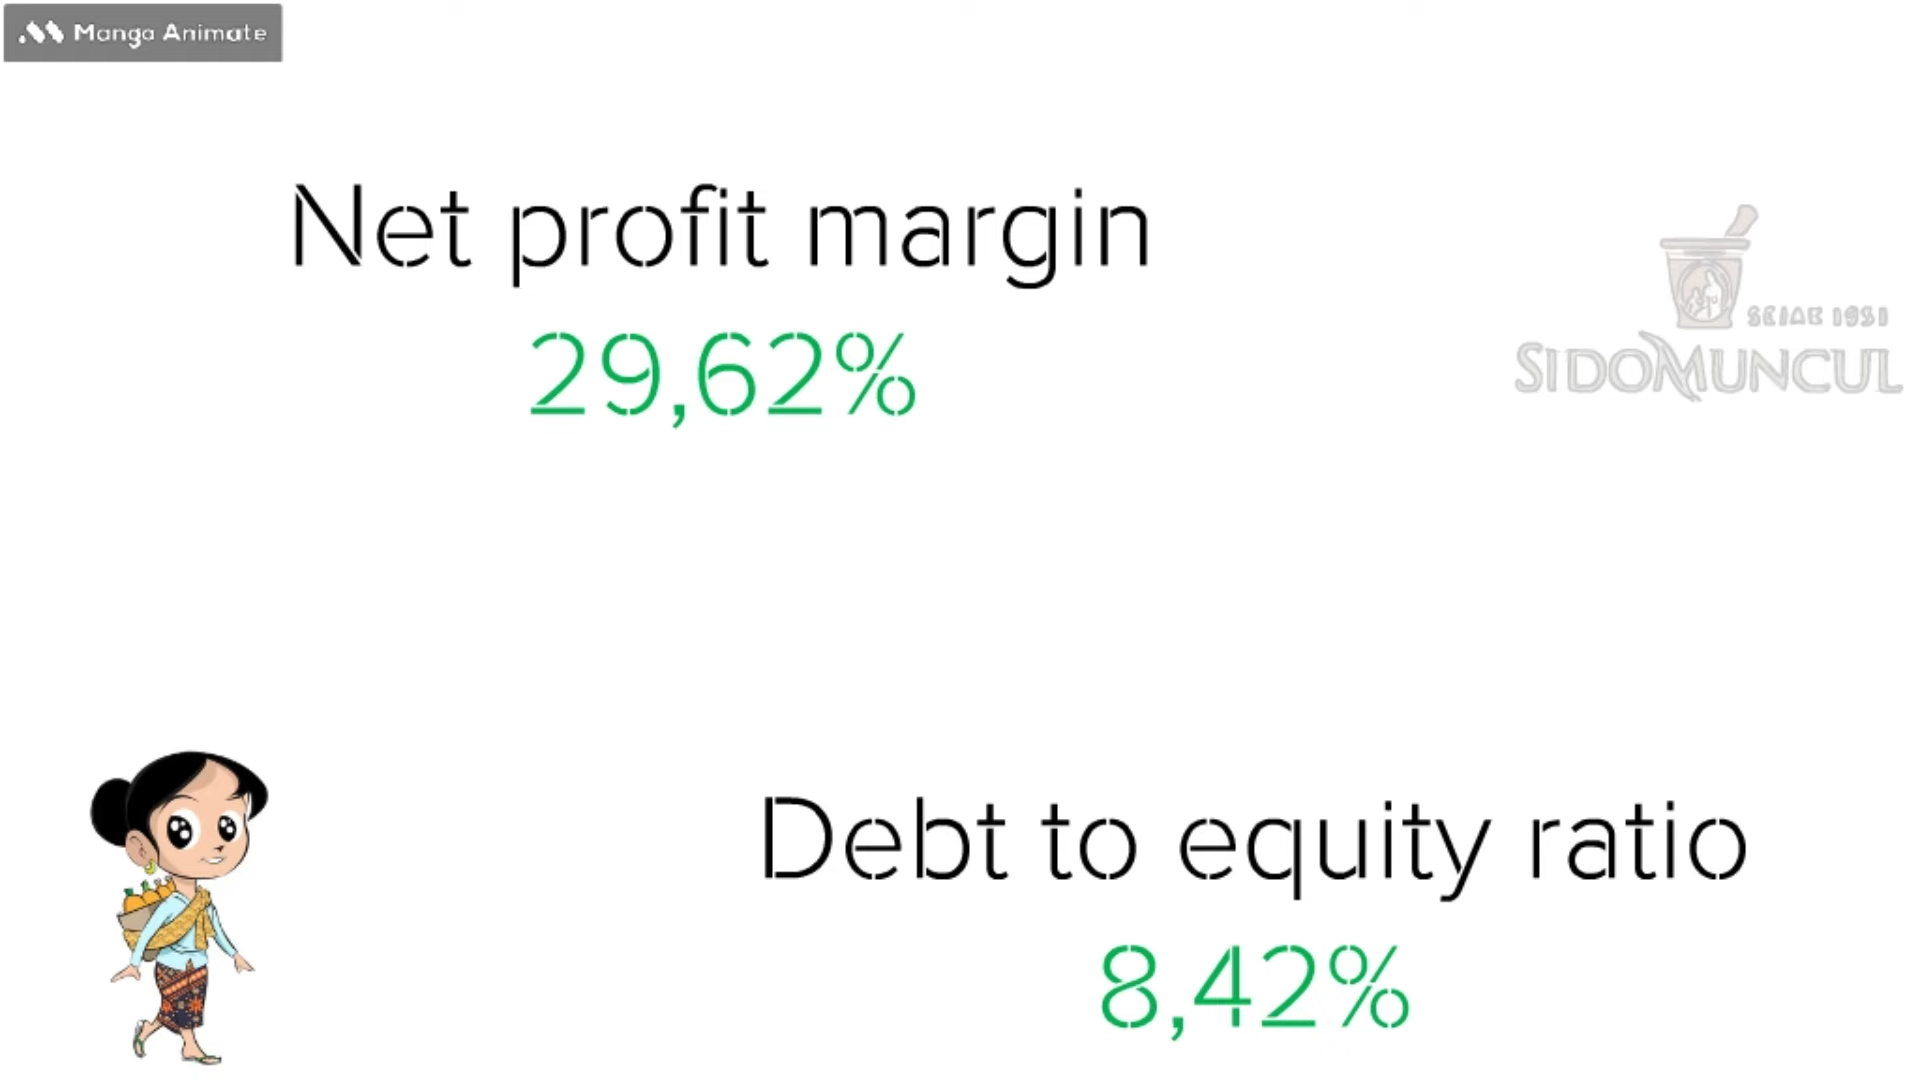 Manga Animate
Net profit margin
29,62%
SEJAK 1951
SIDOMUNCUL
Debt to equity ratio
8,42%